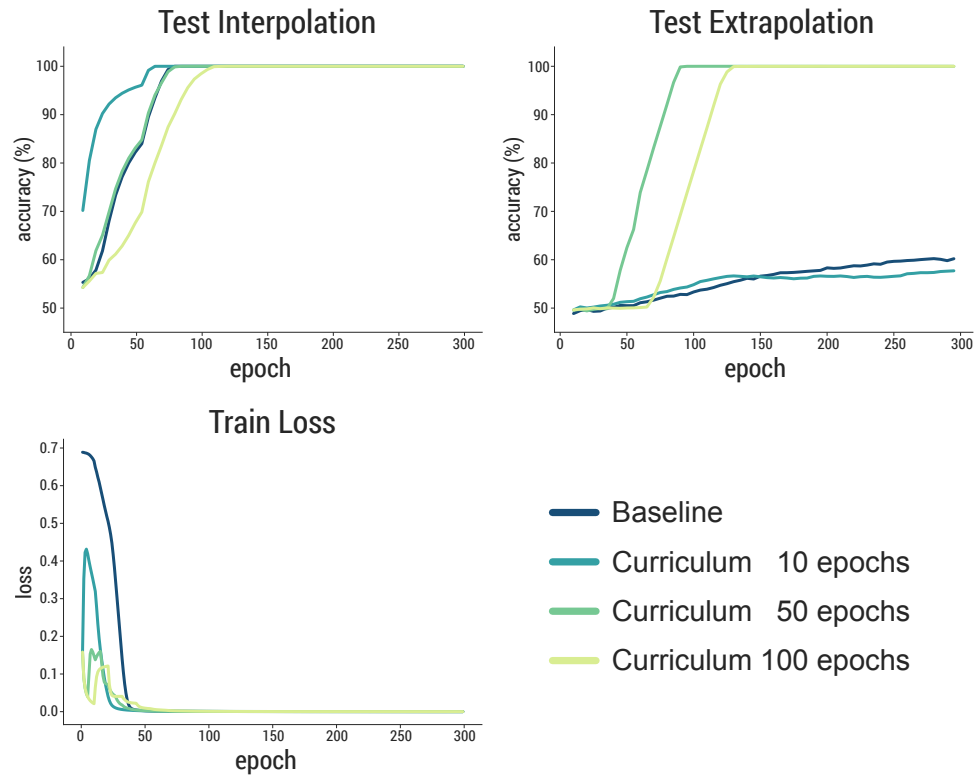 Test Interpolation
100
90
80
70
60
50
accuracy (%)
0 50 100 150 200 250 300
epoch
Test Extrapolation
100
90
80
70
60
50
accuracy (%)
0 50 100 150 200 250 300
epoch
Train Loss
0.7
0.6
0.5
0.4
0.3
0.2
0.1
0.0
loss
0 50 100 150 200 250 300
epoch
Baseline
Curriculum 10 epochs
Curriculum 50 epochs
Curriculum 100 epochs